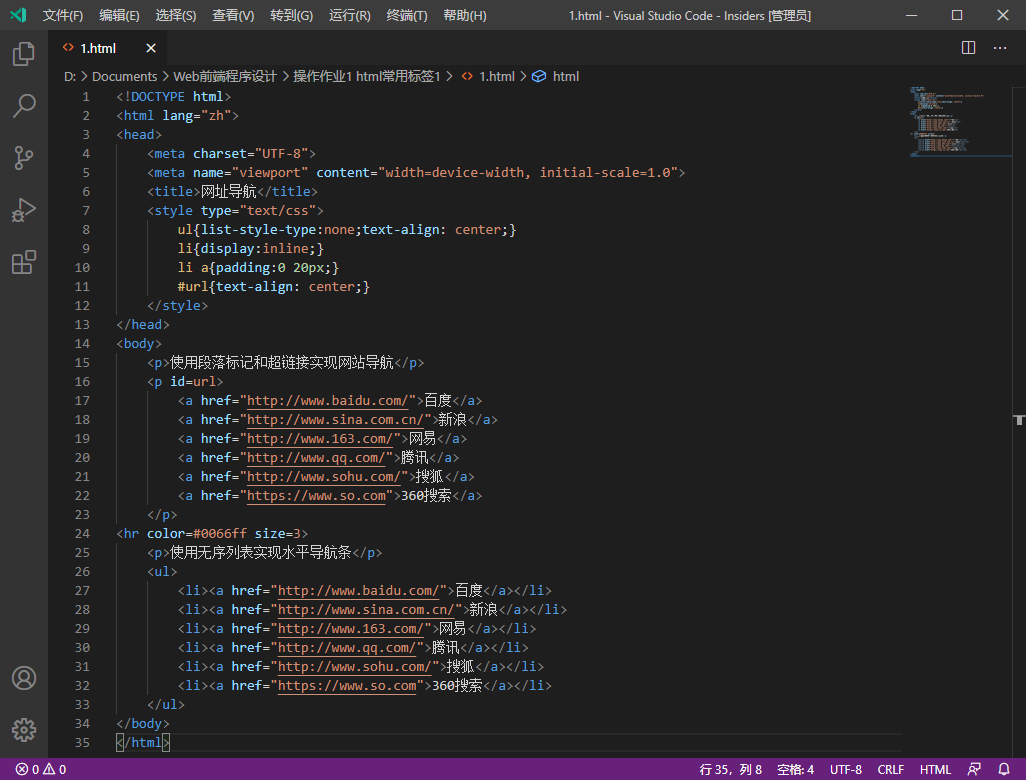 文件(F) 编辑(E) 选择(S) 查看(V) 转到(G) 运行(R) 终端(T) 帮助(H) 1.html - Visual Studio Code - Insiders [管理员]
<> 1.html ×
D: > Documents > Web前端程序设计 > 操作作业1 html常用标签1 > <> 1.html > html
1 <!DOCTYPE html>
2 <html lang="zh">
3 <head>
4     <meta charset="UTF-8">
5     <meta name="viewport" content="width=device-width, initial-scale=1.0">
6     <title>网址导航</title>
7     <style type="text/css">
8         ul{list-style-type:none;text-align: center;}
9         li{display:inline;}
10         li a{padding:0 20px;}
11         #url{text-align: center;}
12     </style>
13 </head>
14 <body>
15     <p>使用段落标记和超链接实现网站导航</p>
16     <p id=url>
17         <a href="http://www.baidu.com/">百度</a>
18         <a href="http://www.sina.com.cn/">新浪</a>
19         <a href="http://www.163.com/">网易</a>
20         <a href="http://www.qq.com/">腾讯</a>
21         <a href="http://www.sohu.com/">搜狐</a>
22         <a href="https://www.so.com">360搜索</a>
23     </p>
24 <hr color=#0066ff size=3>
25     <p>使用无序列表实现水平导航条</p>
26     <ul>
27         <li><a href="http://www.baidu.com/">百度</a></li>
28         <li><a href="http://www.sina.com.cn/">新浪</a></li>
29         <li><a href="http://www.163.com/">网易</a></li>
30         <li><a href="http://www.qq.com/">腾讯</a></li>
31         <li><a href="http://www.sohu.com/">搜狐</a></li>
32         <li><a href="https://www.so.com">360搜索</a></li>
33     </ul>
34 </body>
35 </html>
0 0 行 35，列 8 空格: 4 UTF-8 CRLF HTML